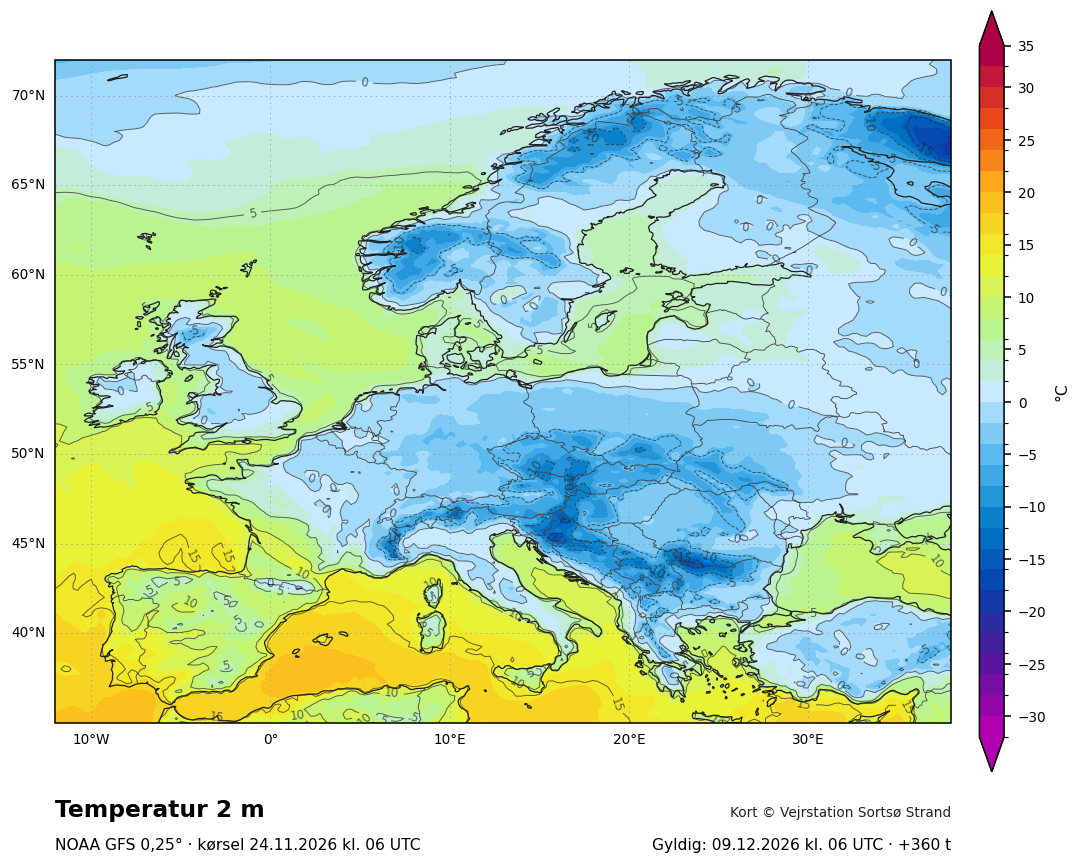 70°N
65°N
60°N
55°N
50°N
45°N
40°N
10°W
0°
10°E
20°E
30°E
35
30
25
20
15
10
5
0
−5
−10
−15
−20
−25
−30
°C
Temperatur 2 m
Kort © Vejrstation Sortsø Strand
NOAA GFS 0,25° · kørsel 24.11.2026 kl. 06 UTC
Gyldig: 09.12.2026 kl. 06 UTC · +360 t